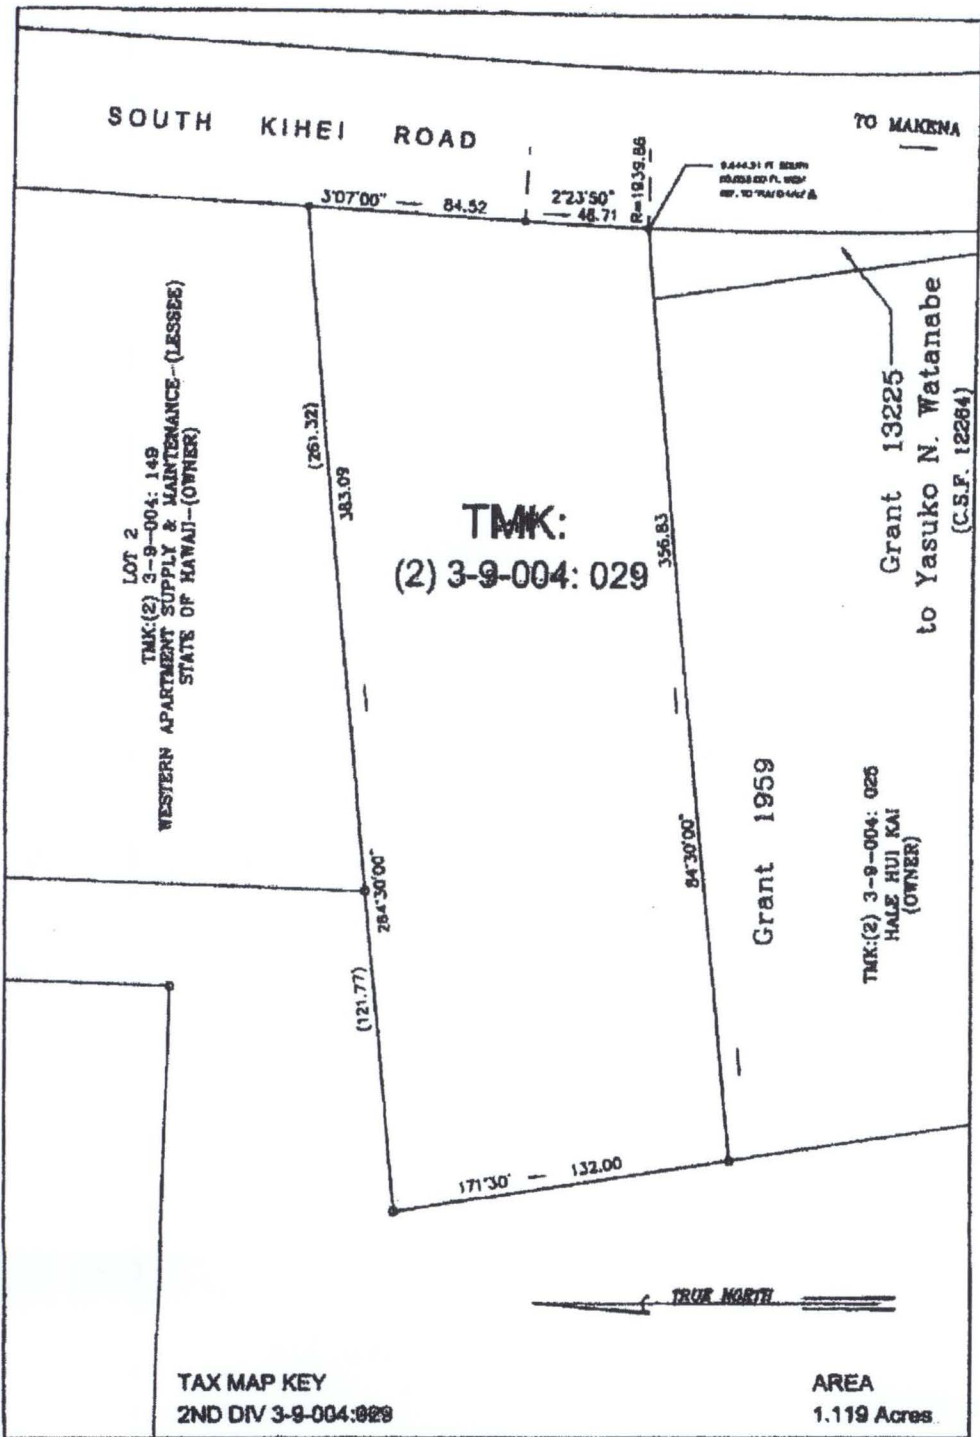 SOUTH KIHEI ROAD
TO MAKENA
3°07'00" — 84.52
2°23'50"
— 48.71
R=1939.86
LOT 2
TMK:(2) 3-9-004: 149
WESTERN APARTMENT SUPPLY & MAINTENANCE-(LESSEE)
STATE OF HAWAII-(OWNER)
(261.32)
383.09
TMK:
(2) 3-9-004: 029
356.83
Grant 13225
to Yasuko N. Watanabe
(C.S.F. 12264)
264°30'00"
84°30'00"
Grant 1959
TMK:(2) 3-9-004: 026
HALE HUI KAI
(OWNER)
(121.77)
171°30' — 132.00
TRUE NORTH
TAX MAP KEY
2ND DIV 3-9-004:029
AREA
1.119 Acres